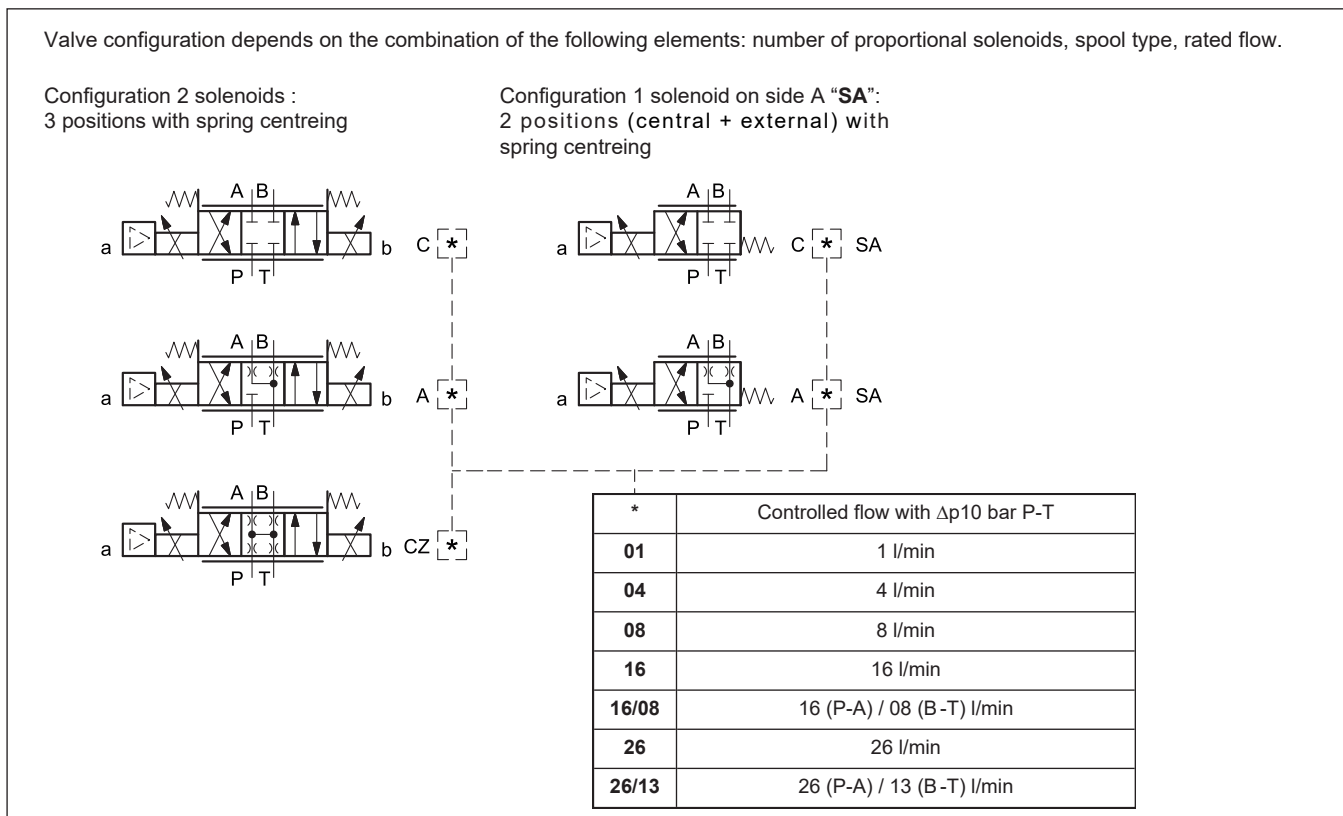 Valve configuration depends on the combination of the following elements: number of proportional solenoids, spool type, rated flow.
Configuration 2 solenoids :
3 positions with spring centreing
Configuration 1 solenoid on side A “SA”:
2 positions (central + external) with
spring centreing
A B
a b C *
P T
A B
a C * SA
P T
A B
a b A *
P T
A B
a A * SA
P T
A B
a b CZ *
P T
* Controlled flow with Δp10 bar P-T
01 1 l/min
04 4 l/min
08 8 l/min
16 16 l/min
16/08 16 (P-A) / 08 (B-T) l/min
26 26 l/min
26/13 26 (P-A) / 13 (B-T) l/min